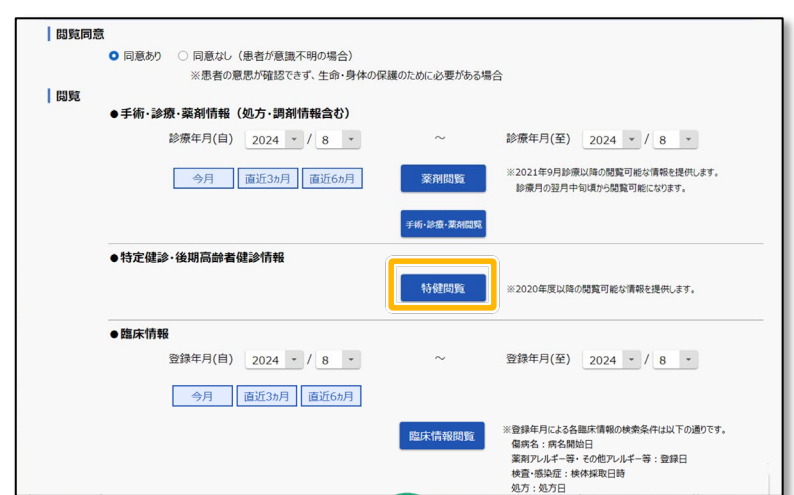 閲覧同意
同意あり 同意なし（患者が意識不明の場合）
※患者の意思が確認できず、生命・身体の保護のために必要がある場合
閲覧
●手術・診療・薬剤情報（処方・調剤情報含む）
診療年月(自) 2024 / 8 ～ 診療年月(至) 2024 / 8
今月 直近3カ月 直近6カ月 薬剤閲覧 ※2021年9月診療以降の閲覧可能な情報を提供します。
診療月の翌月中旬頃から閲覧可能になります。
手術・診療・薬剤閲覧
●特定健診・後期高齢者健診情報
特健閲覧 ※2020年度以降の閲覧可能な情報を提供します。
●臨床情報
登録年月(自) 2024 / 8 ～ 登録年月(至) 2024 / 8
今月 直近3カ月 直近6カ月
臨床情報閲覧 ※登録年月による各臨床情報の検索条件は以下の通りです。
傷病名：病名開始日
薬剤アレルギー等・その他アレルギー等：登録日
検査・感染症：検体採取日時
処方：処方日